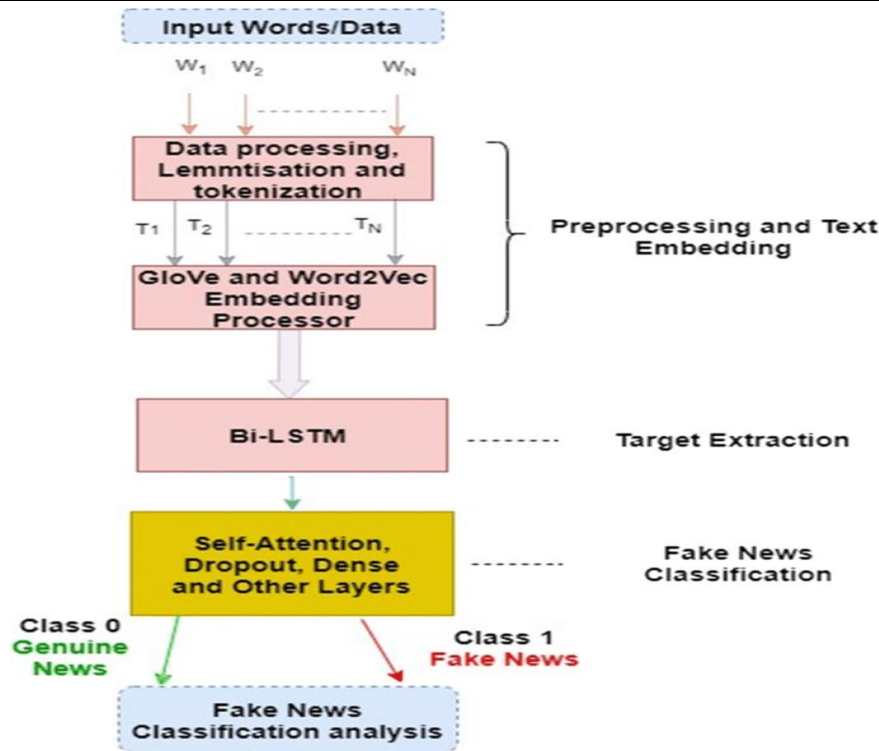 Input Words/Data
W1 W2 WN
Data processing,
Lemmtisation and
tokenization
T1 T2 TN
GloVe and Word2Vec
Embedding
Processor
Preprocessing and Text
Embedding
Bi-LSTM
Target Extraction
Self-Attention,
Dropout, Dense
and Other Layers
Fake News
Classification
Class 0
Genuine
News
Class 1
Fake News
Fake News
Classification analysis